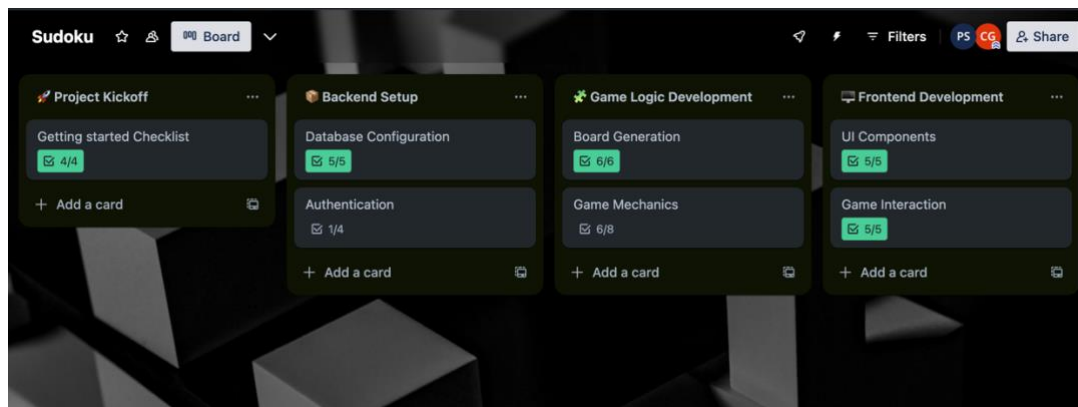 Sudoku
Board
Filters
PS
CG
Share
Project Kickoff
Getting started Checklist
4/4
+ Add a card
Backend Setup
Database Configuration
5/5
Authentication
1/4
+ Add a card
Game Logic Development
Board Generation
6/6
Game Mechanics
6/8
+ Add a card
Frontend Development
UI Components
5/5
Game Interaction
5/5
+ Add a card